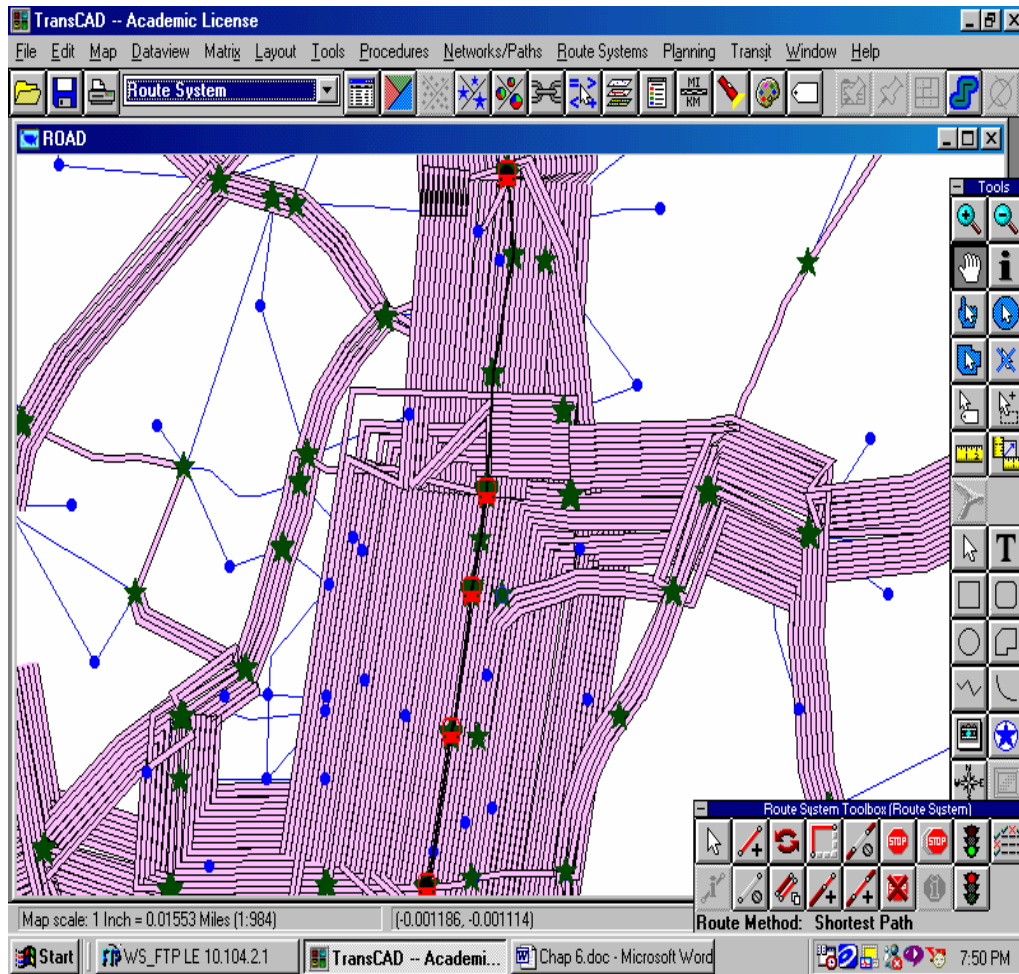 TransCAD -- Academic License
File Edit Map Dataview Matrix Layout Tools Procedures Networks/Paths Route Systems Planning Transit Window Help
Route System
MI
KM
ROAD
Tools
i
1 2
T
N
Route System Toolbox (Route System)
STOP STOP
Route Method: Shortest Path
Map scale: 1 Inch = 0.01553 Miles (1:984) (-0.001186, -0.001114)
Start WS_FTP LE 10.104.2.1 TransCAD -- Academi... Chap 6.doc - Microsoft Word 7:50 PM